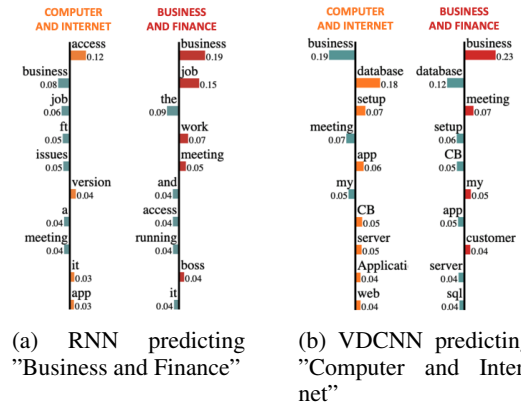 COMPUTER AND INTERNET
access
0.12
business
0.08
job
0.06
ft
0.05
issues
0.05
version
0.04
a
0.04
meeting
0.04
it
0.03
app
0.03
BUSINESS AND FINANCE
business
0.19
job
0.15
the
0.09
work
0.07
meeting
0.05
and
0.04
access
0.04
running
0.04
boss
0.04
it
0.04
(a) RNN predicting
"Business and Finance"
COMPUTER AND INTERNET
business
0.19
database
0.18
setup
0.07
meeting
0.07
app
0.06
my
0.05
CB
0.05
server
0.05
Applicati
0.04
web
0.04
BUSINESS AND FINANCE
business
0.23
database
0.12
meeting
0.07
setup
0.06
CB
0.05
my
0.05
app
0.05
customer
0.04
server
0.04
sql
0.04
(b) VDCNN predicting
"Computer and Inter
net"